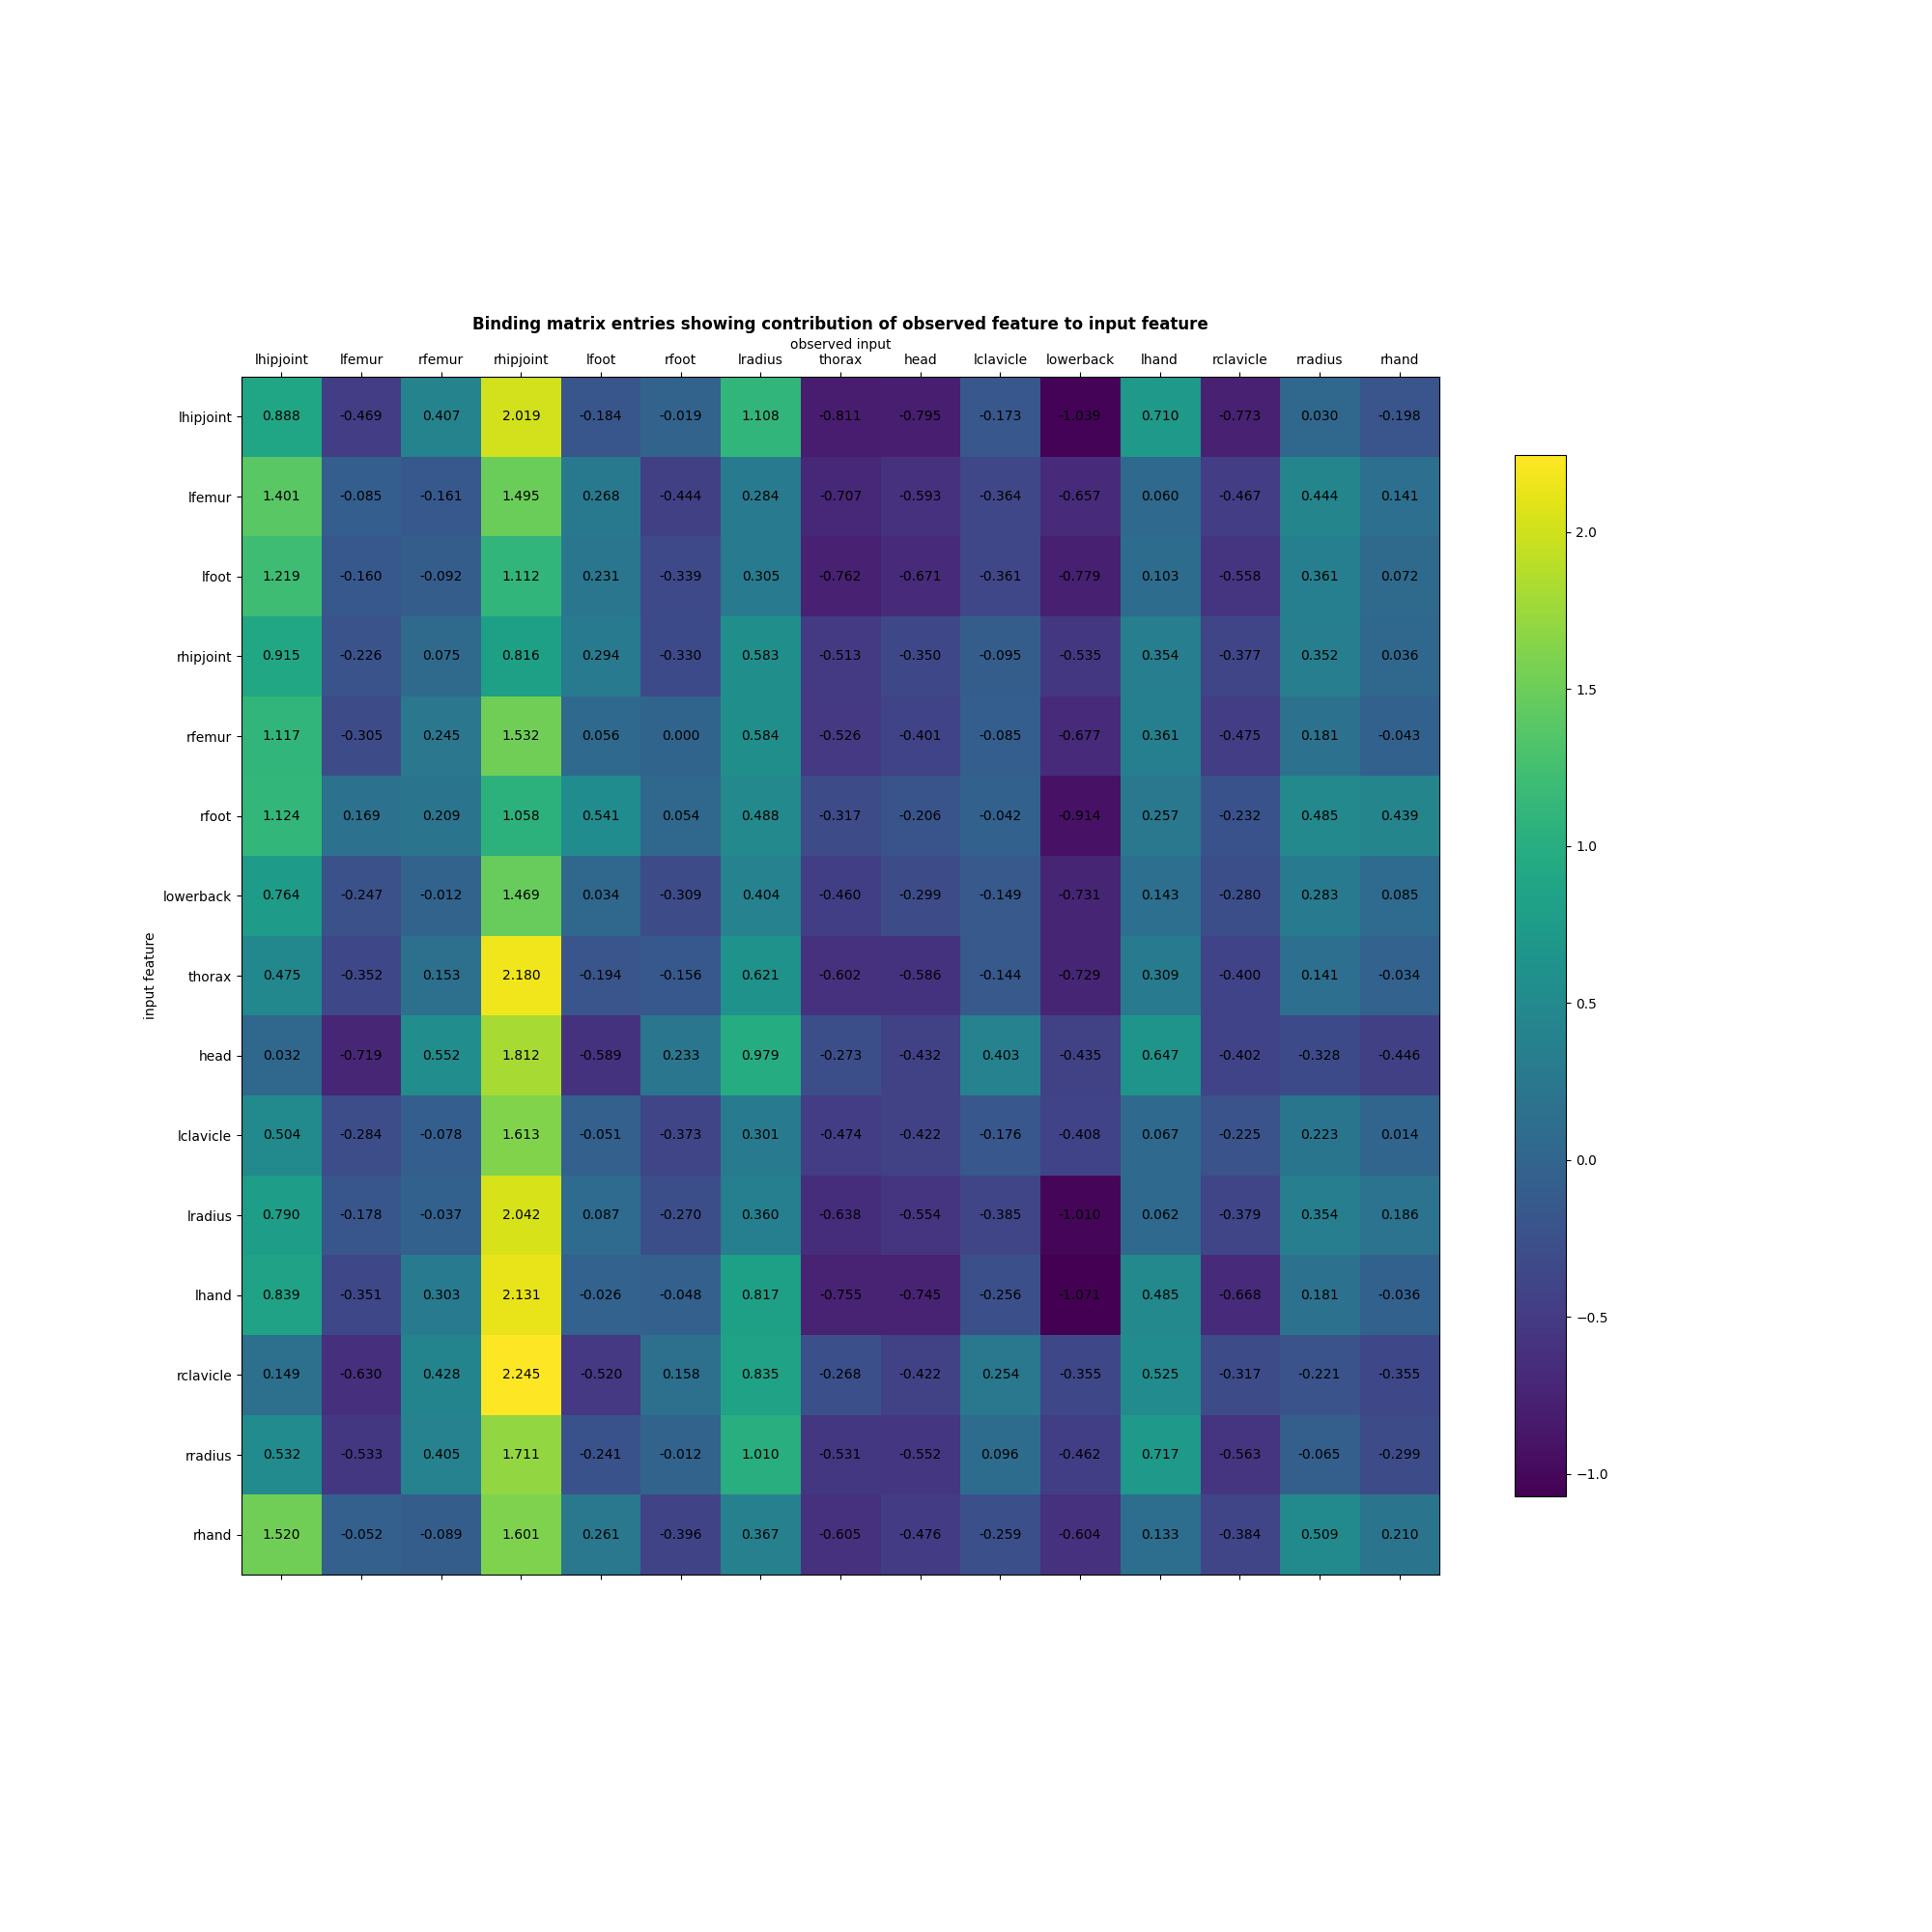 Binding matrix entries showing contribution of observed feature to input feature
observed input
lhipjoint lfemur rfemur rhipjoint lfoot rfoot lradius thorax head lclavicle lowerback lhand rclavicle rradius rhand
lhipjoint 0.888 -0.469 0.407 2.019 -0.184 -0.019 1.108 -0.811 -0.795 -0.173 -1.039 0.710 -0.773 0.030 -0.198
lfemur 1.401 -0.085 -0.161 1.495 0.268 -0.444 0.284 -0.707 -0.593 -0.364 -0.657 0.060 -0.467 0.444 0.141
2.0
lfoot 1.219 -0.160 -0.092 1.112 0.231 -0.339 0.305 -0.762 -0.671 -0.361 -0.779 0.103 -0.558 0.361 0.072
rhipjoint 0.915 -0.226 0.075 0.816 0.294 -0.330 0.583 -0.513 -0.350 -0.095 -0.535 0.354 -0.377 0.352 0.036
1.5
rfemur 1.117 -0.305 0.245 1.532 0.056 0.000 0.584 -0.526 -0.401 -0.085 -0.677 0.361 -0.475 0.181 -0.043
rfoot 1.124 0.169 0.209 1.058 0.541 0.054 0.488 -0.317 -0.206 -0.042 -0.914 0.257 -0.232 0.485 0.439
1.0
lowerback 0.764 -0.247 -0.012 1.469 0.034 -0.309 0.404 -0.460 -0.299 -0.149 -0.731 0.143 -0.280 0.283 0.085
input feature
thorax 0.475 -0.352 0.153 2.180 -0.194 -0.156 0.621 -0.602 -0.586 -0.144 -0.729 0.309 -0.400 0.141 -0.034
0.5
head 0.032 -0.719 0.552 1.812 -0.589 0.233 0.979 -0.273 -0.432 0.403 -0.435 0.647 -0.402 -0.328 -0.446
lclavicle 0.504 -0.284 -0.078 1.613 -0.051 -0.373 0.301 -0.474 -0.422 -0.176 -0.408 0.067 -0.225 0.223 0.014
0.0
lradius 0.790 -0.178 -0.037 2.042 0.087 -0.270 0.360 -0.638 -0.554 -0.385 -1.010 0.062 -0.379 0.354 0.186
lhand 0.839 -0.351 0.303 2.131 -0.026 -0.048 0.817 -0.755 -0.745 -0.256 -1.071 0.485 -0.668 0.181 -0.036
−0.5
rclavicle 0.149 -0.630 0.428 2.245 -0.520 0.158 0.835 -0.268 -0.422 0.254 -0.355 0.525 -0.317 -0.221 -0.355
rradius 0.532 -0.533 0.405 1.711 -0.241 -0.012 1.010 -0.531 -0.552 0.096 -0.462 0.717 -0.563 -0.065 -0.299
−1.0
rhand 1.520 -0.052 -0.089 1.601 0.261 -0.396 0.367 -0.605 -0.476 -0.259 -0.604 0.133 -0.384 0.509 0.210